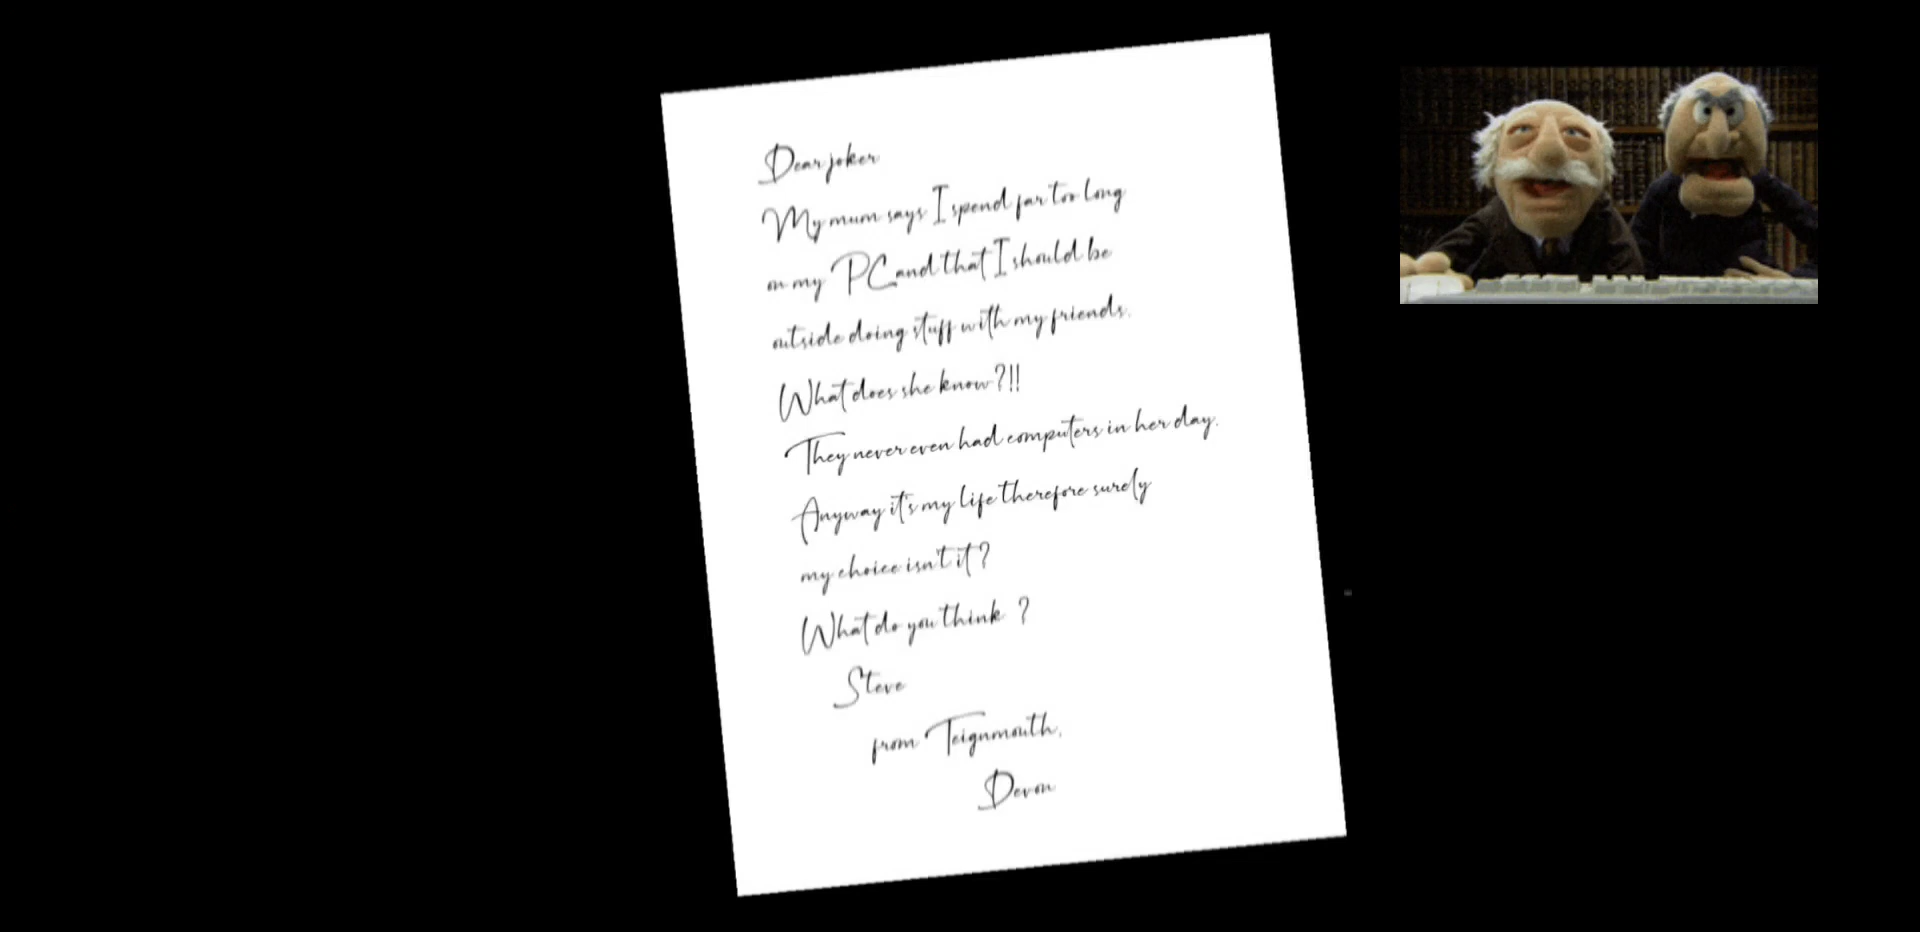 Dear joker
My mum says I spend far too long
on my PC and that I should be
outside doing stuff with my friends.
What does she know?!!
They never even had computers in her day.
Anyway it's my life therefore surely
my choice isn't it?
What do you think ?
Steve
from Teignmouth,
Devon